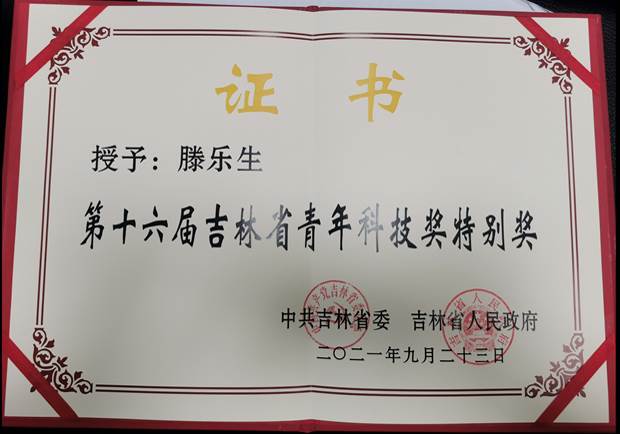 证书
授予：滕乐生
第十六届吉林省青年科技奖特别奖
中共吉林省委 吉林省人民政府
二〇二一年九月二十三日